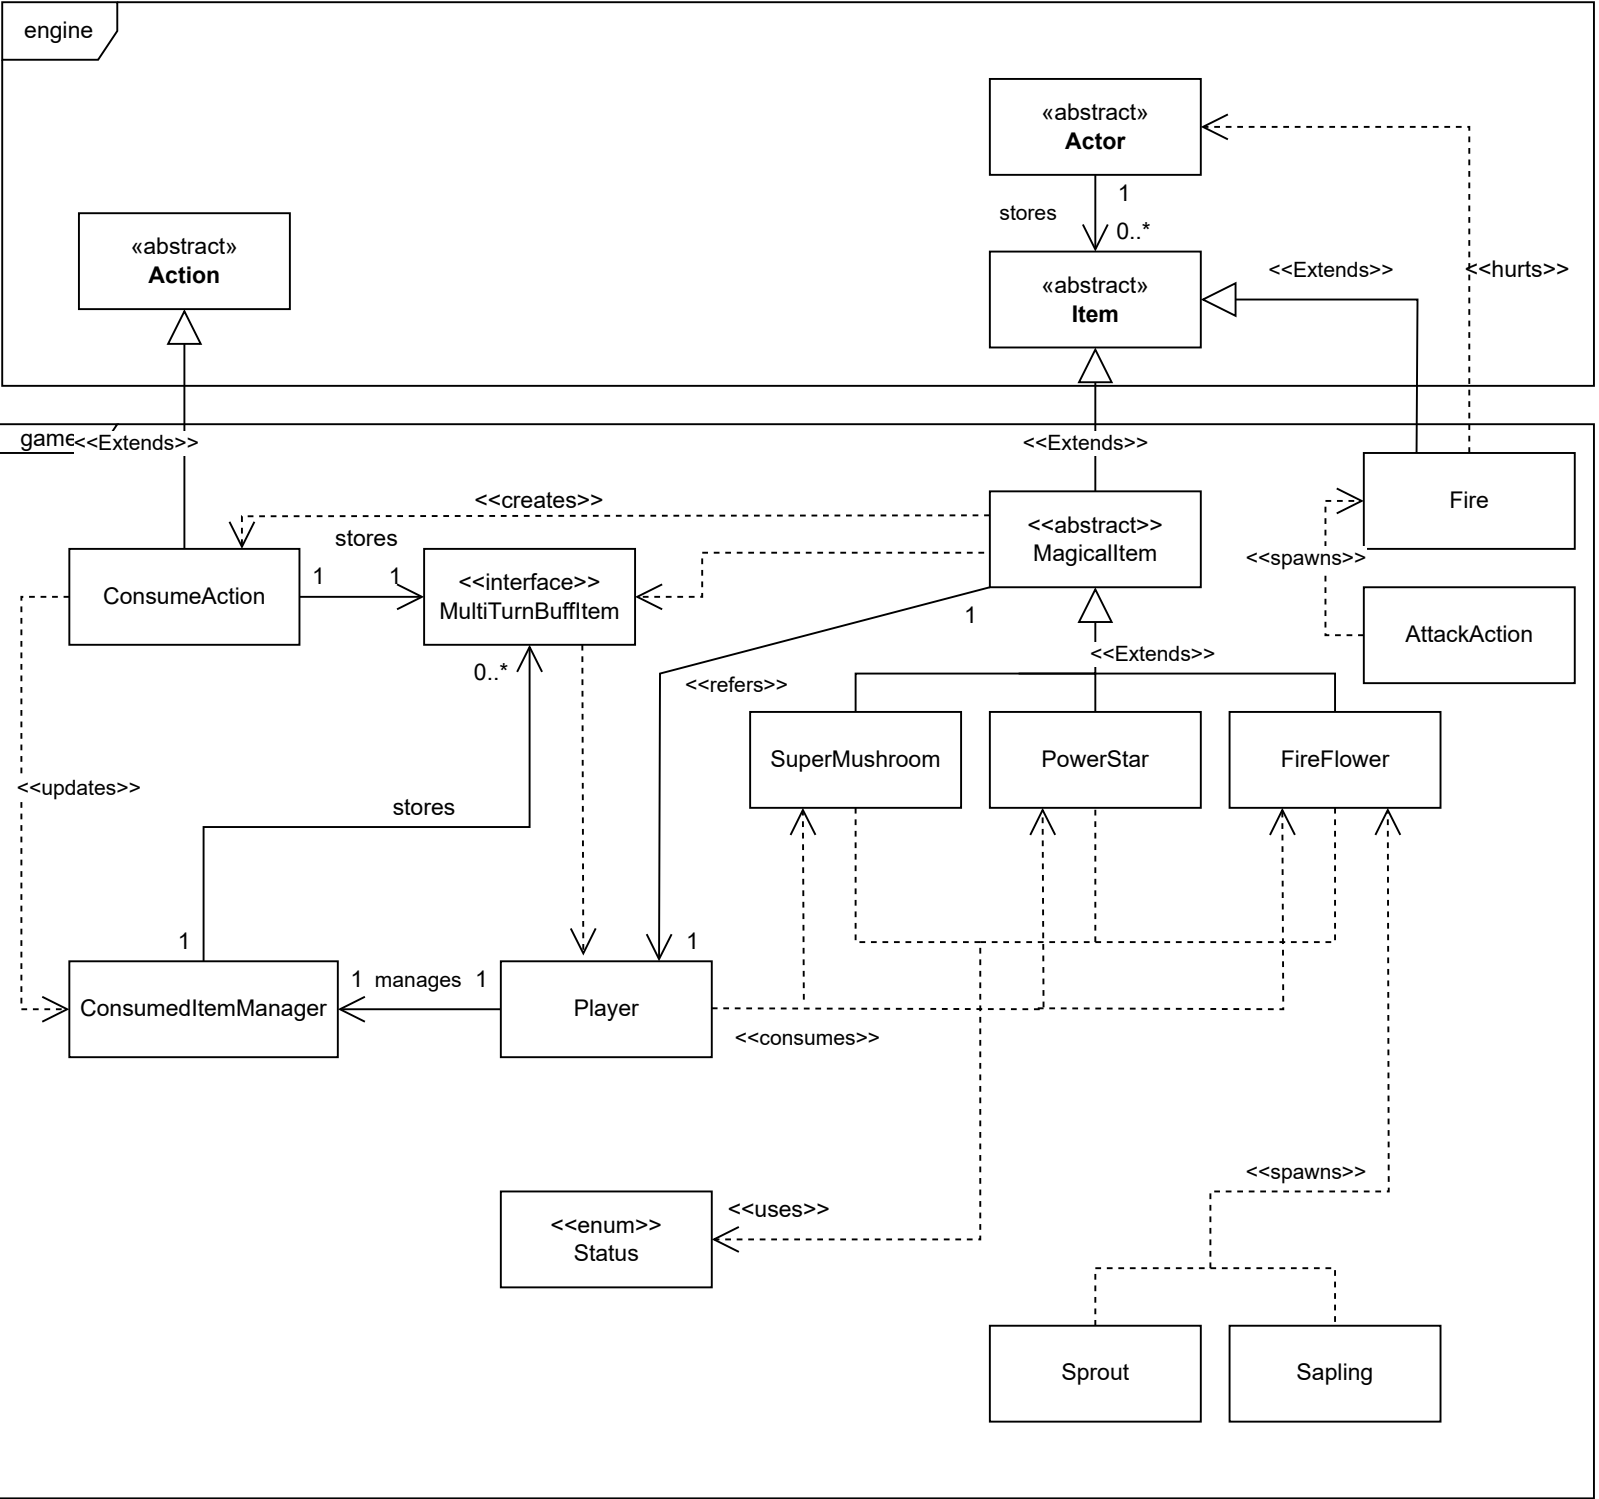 engine
«abstract»
Actor
1
stores
0..*
«abstract»
Action
«abstract»
Item
<<Extends>>
<<hurts>>
game
<<Extends>>
<<Extends>>
<<creates>>
stores
<<abstract>>
MagicalItem
Fire
<<spawns>>
ConsumeAction
1
1
<<interface>>
MultiTurnBuffItem
1
AttackAction
<<Extends>>
0..*
<<refers>>
SuperMushroom
PowerStar
FireFlower
<<updates>>
stores
1
1
1
manages
1
ConsumedItemManager
Player
<<consumes>>
<<spawns>>
<<enum>>
Status
<<uses>>
Sprout
Sapling